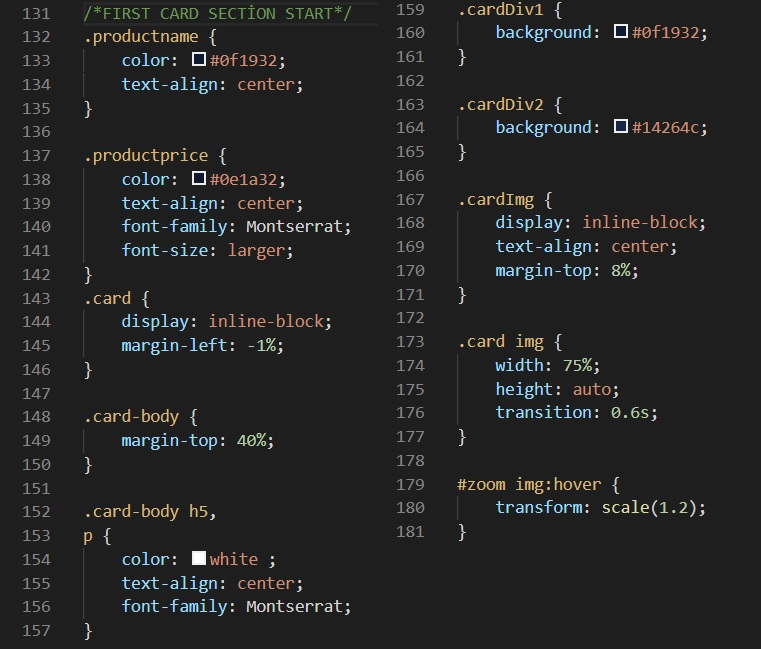 131 /*FIRST CARD SECTİON START*/
132 .productname {
133 color: #0f1932;
134 text-align: center;
135 }
136
137 .productprice {
138 color: #0e1a32;
139 text-align: center;
140 font-family: Montserrat;
141 font-size: larger;
142 }
143 .card {
144 display: inline-block;
145 margin-left: -1%;
146 }
147
148 .card-body {
149 margin-top: 40%;
150 }
151
152 .card-body h5,
153 p {
154 color: white ;
155 text-align: center;
156 font-family: Montserrat;
157 }
159 .cardDiv1 {
160 background: #0f1932;
161 }
162
163 .cardDiv2 {
164 background: #14264c;
165 }
166
167 .cardImg {
168 display: inline-block;
169 text-align: center;
170 margin-top: 8%;
171 }
172
173 .card img {
174 width: 75%;
175 height: auto;
176 transition: 0.6s;
177 }
178
179 #zoom img:hover {
180 transform: scale(1.2);
181 }